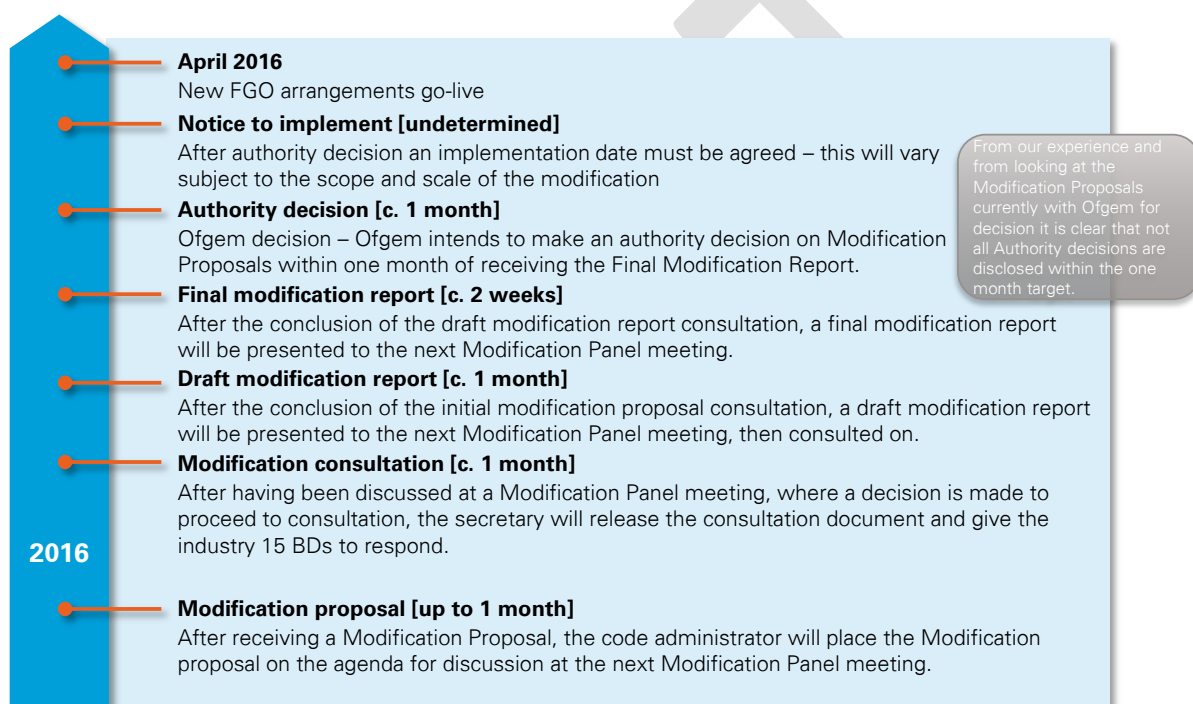 April 2016
New FGO arrangements go-live
Notice to implement [undetermined]
After authority decision an implementation date must be agreed – this will vary
subject to the scope and scale of the modification
From our experience and
from looking at the
Modification Proposals
currently with Ofgem for
decision it is clear that not
all Authority decisions are
disclosed within the one
month target.
Authority decision [c. 1 month]
Ofgem decision – Ofgem intends to make an authority decision on Modification
Proposals within one month of receiving the Final Modification Report.
Final modification report [c. 2 weeks]
After the conclusion of the draft modification report consultation, a final modification report
will be presented to the next Modification Panel meeting.
Draft modification report [c. 1 month]
After the conclusion of the initial modification proposal consultation, a draft modification report
will be presented to the next Modification Panel meeting, then consulted on.
Modification consultation [c. 1 month]
After having been discussed at a Modification Panel meeting, where a decision is made to
proceed to consultation, the secretary will release the consultation document and give the
industry 15 BDs to respond.
2016
Modification proposal [up to 1 month]
After receiving a Modification Proposal, the code administrator will place the Modification
proposal on the agenda for discussion at the next Modification Panel meeting.